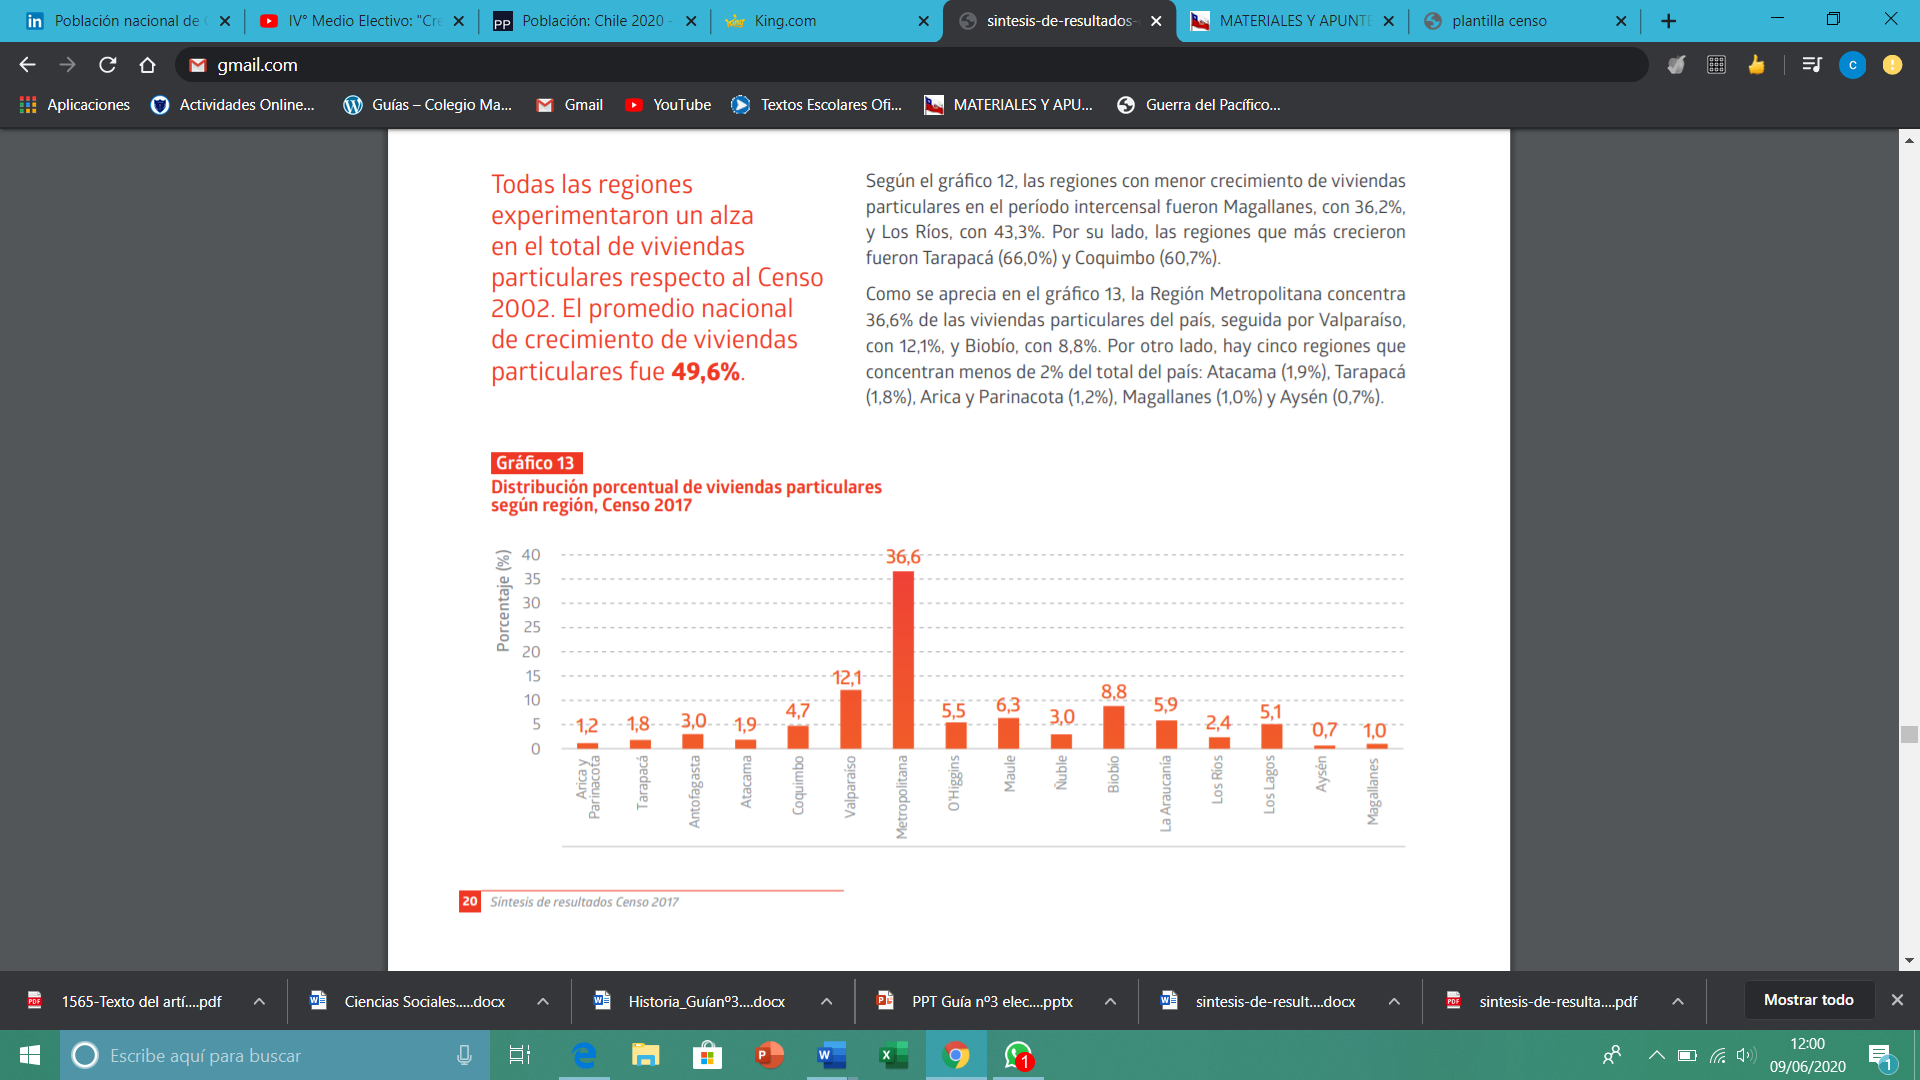 Población nacional de
IV° Medio Electivo: "Cre
Población: Chile 2020 -
King.com
sintesis-de-resultados-
MATERIALES Y APUNTE
plantilla censo
gmail.com
Aplicaciones
Actividades Online...
Guías – Colegio Ma...
Gmail
YouTube
Textos Escolares Ofi...
MATERIALES Y APU...
Guerra del Pacífico...
Todas las regiones
experimentaron un alza
en el total de viviendas
particulares respecto al Censo
2002. El promedio nacional
de crecimiento de viviendas
particulares fue 49,6%.
Según el gráfico 12, las regiones con menor crecimiento de viviendas
particulares en el período intercensal fueron Magallanes, con 36,2%,
y Los Ríos, con 43,3%. Por su lado, las regiones que más crecieron
fueron Tarapacá (66,0%) y Coquimbo (60,7%).
Como se aprecia en el gráfico 13, la Región Metropolitana concentra
36,6% de las viviendas particulares del país, seguida por Valparaíso,
con 12,1%, y Biobío, con 8,8%. Por otro lado, hay cinco regiones que
concentran menos de 2% del total del país: Atacama (1,9%), Tarapacá
(1,8%), Arica y Parinacota (1,2%), Magallanes (1,0%) y Aysén (0,7%).
Gráfico 13
Distribución porcentual de viviendas particulares
según región, Censo 2017
Porcentaje (%)
40
35
30
25
20
15
10
5
0
1,2
1,8
3,0
1,9
4,7
12,1
36,6
5,5
6,3
3,0
8,8
5,9
2,4
5,1
0,7
1,0
Arica y
Parinacota
Tarapacá
Antofagasta
Atacama
Coquimbo
Valparaíso
Metropolitana
O'Higgins
Maule
Ñuble
Biobío
La Araucanía
Los Ríos
Los Lagos
Aysén
Magallanes
20 Síntesis de resultados Censo 2017
1565-Texto del artí....pdf
Ciencias Sociales.....docx
Historia_Guíanº3....docx
PPT Guía nº3 elec....pptx
sintesis-de-result....docx
sintesis-de-resulta....pdf
Mostrar todo
Escribe aquí para buscar
1
12:00
09/06/2020
1